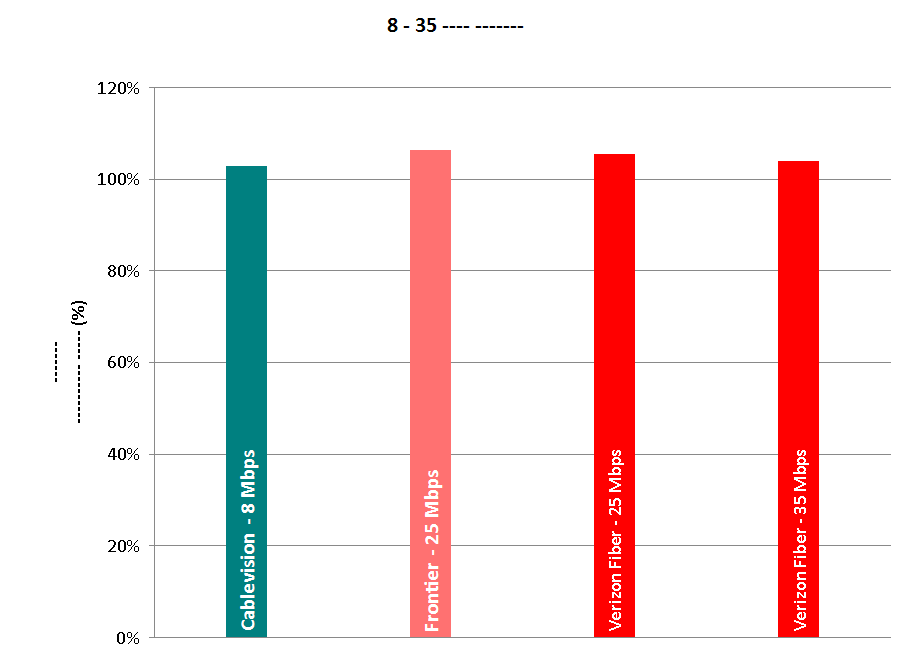 8 - 35 ---- -------
120%
100%
80%
60%
40%
20%
0%
--------
----------- ----- (%)
Cablevision - 8 Mbps
Frontier - 25 Mbps
Verizon Fiber - 25 Mbps
Verizon Fiber - 35 Mbps